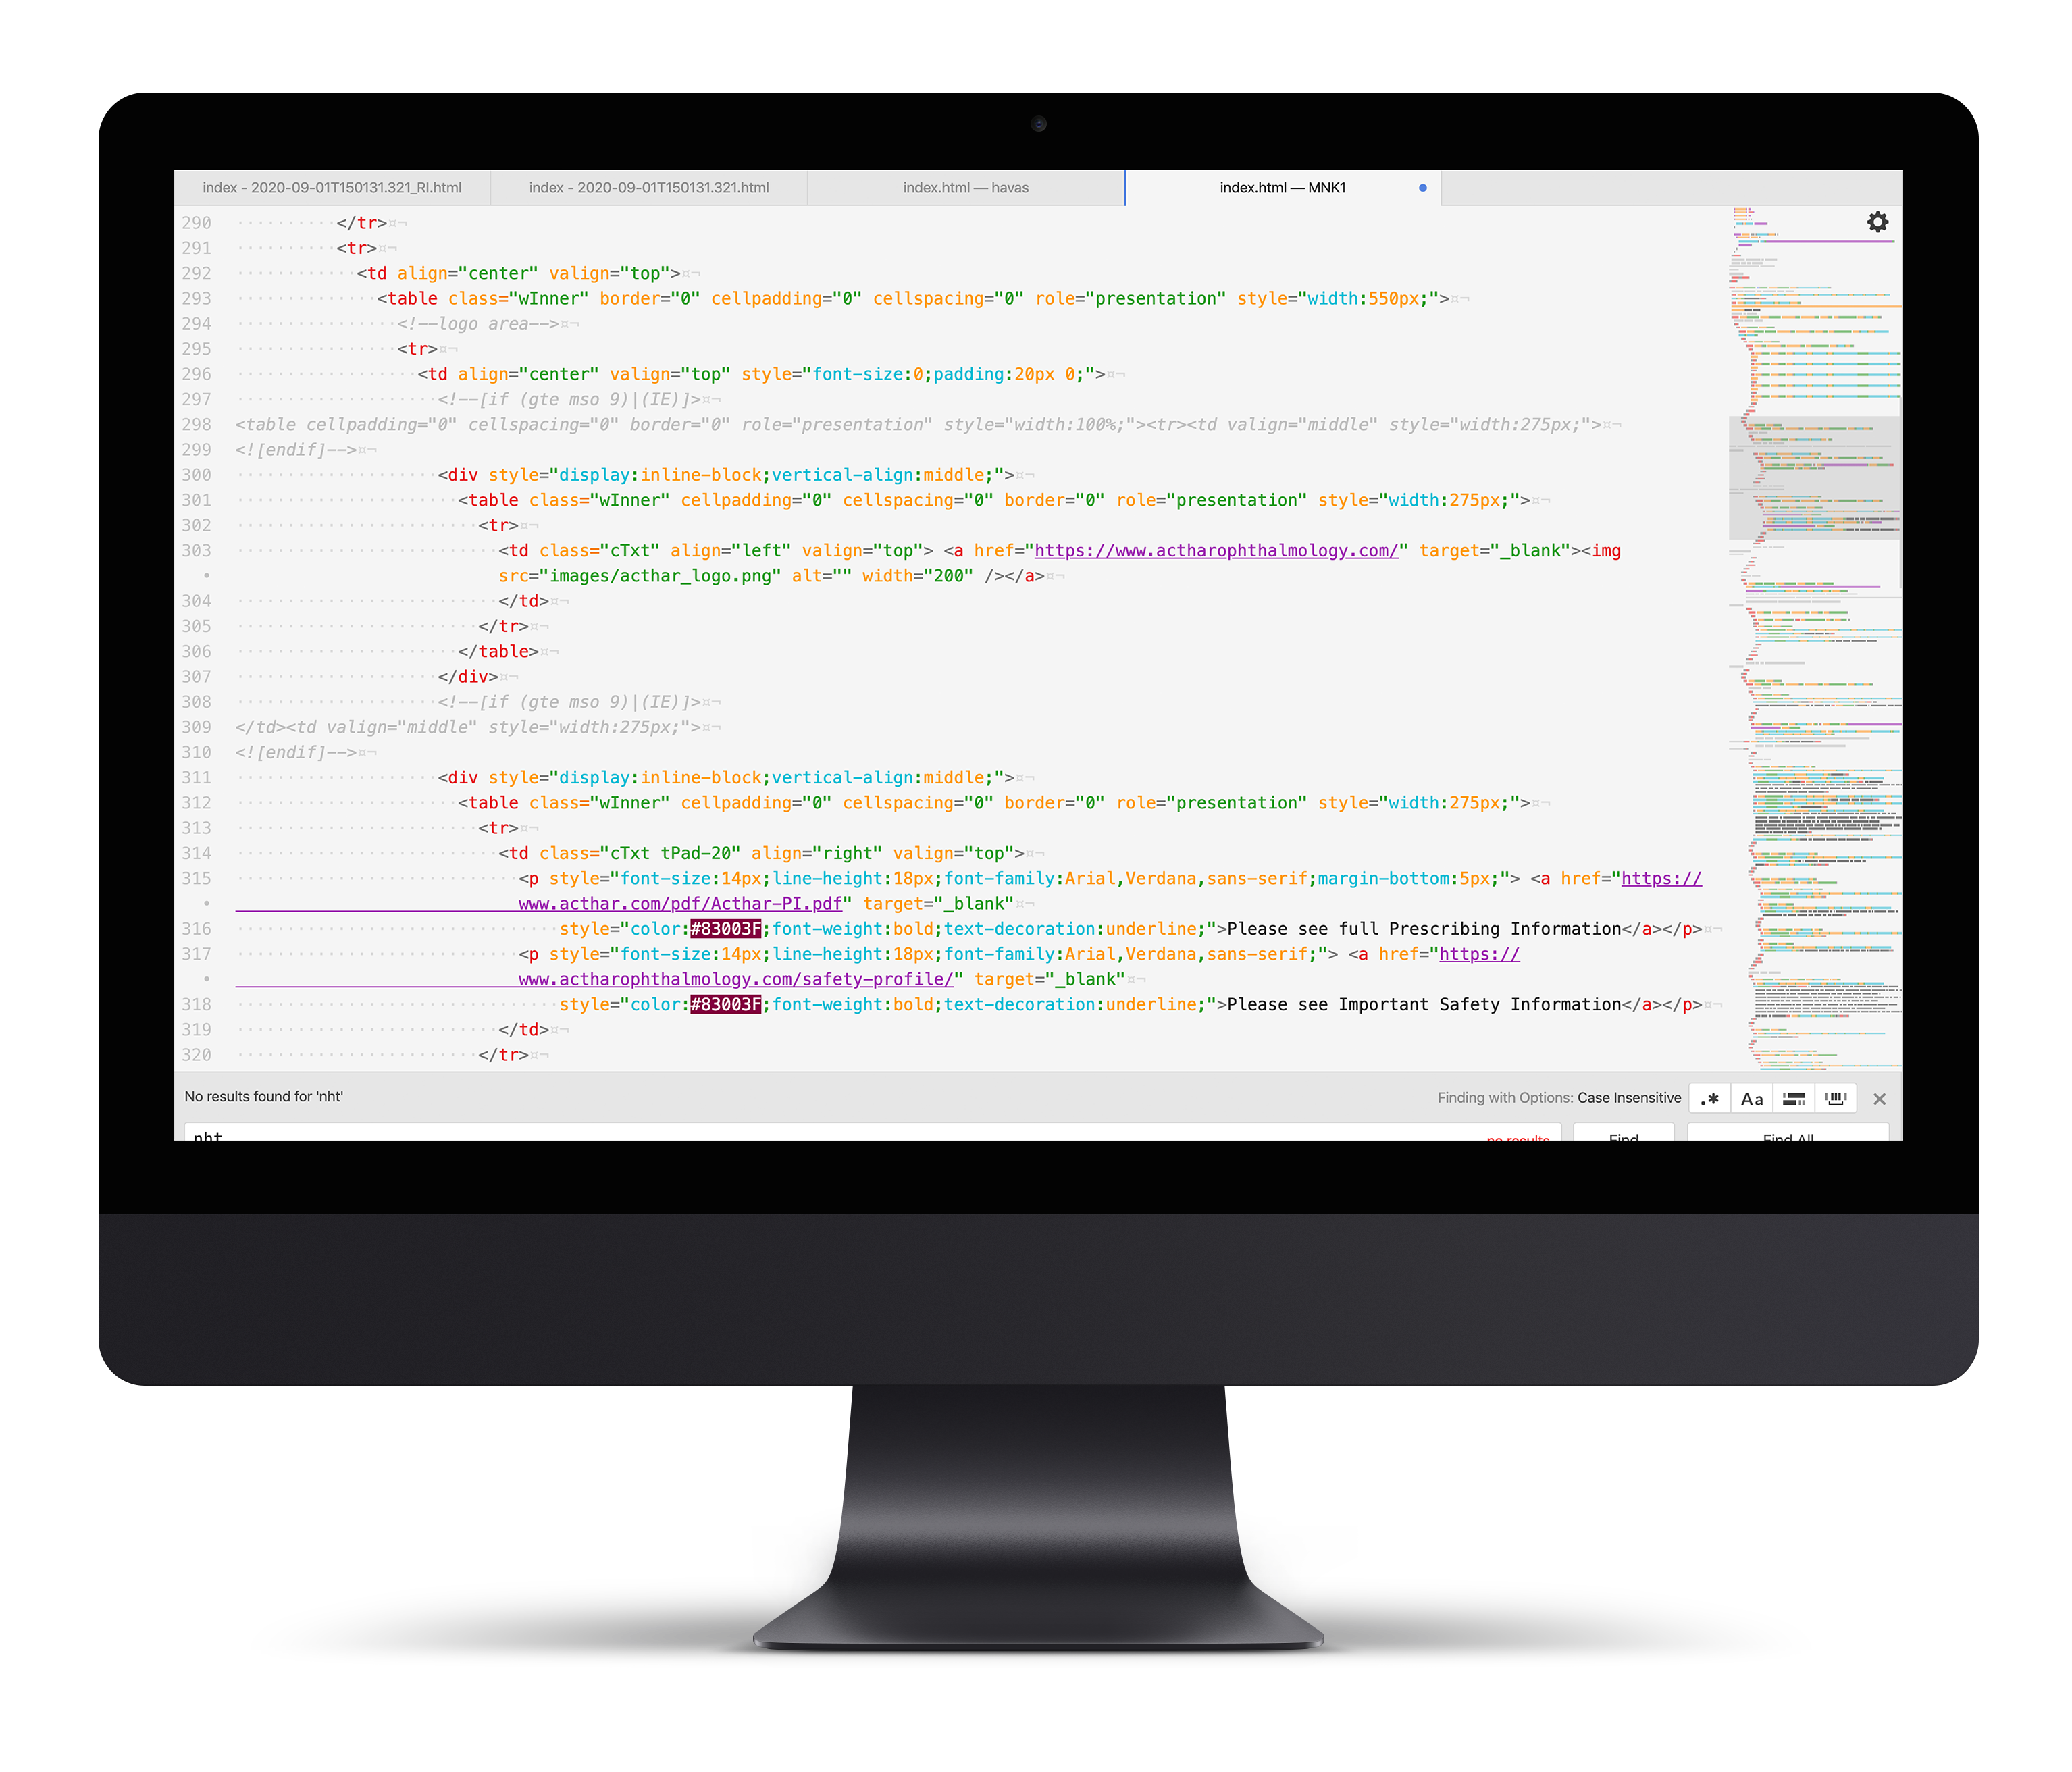 index - 2020-09-01T150131.321_RI.html
index - 2020-09-01T150131.321.html
index.html — havas
index.html — MNK1
290 </tr>
291 <tr>
292 <td align="center" valign="top">
293 <table class="wInner" border="0" cellpadding="0" cellspacing="0" role="presentation" style="width:550px;">
294 <!--logo area-->
295 <tr>
296 <td align="center" valign="top" style="font-size:0;padding:20px 0;">
297 <!--[if (gte mso 9)|(IE)]>
298 <table cellpadding="0" cellspacing="0" border="0" role="presentation" style="width:100%;"><tr><td valign="middle" style="width:275px;">
299 <![endif]-->
300 <div style="display:inline-block;vertical-align:middle;">
301 <table class="wInner" cellpadding="0" cellspacing="0" border="0" role="presentation" style="width:275px;">
302 <tr>
303 <td class="cTxt" align="left" valign="top"> <a href="https://www.actharophthalmology.com/" target="_blank"><img
• src="images/acthar_logo.png" alt="" width="200" /></a>
304 </td>
305 </tr>
306 </table>
307 </div>
308 <!--[if (gte mso 9)|(IE)]>
309 </td><td valign="middle" style="width:275px;">
310 <![endif]-->
311 <div style="display:inline-block;vertical-align:middle;">
312 <table class="wInner" cellpadding="0" cellspacing="0" border="0" role="presentation" style="width:275px;">
313 <tr>
314 <td class="cTxt tPad-20" align="right" valign="top">
315 <p style="font-size:14px;line-height:18px;font-family:Arial,Verdana,sans-serif;margin-bottom:5px;"> <a href="https://
• www.acthar.com/pdf/Acthar-PI.pdf" target="_blank"
316 style="color:#83003F;font-weight:bold;text-decoration:underline;">Please see full Prescribing Information</a></p>
317 <p style="font-size:14px;line-height:18px;font-family:Arial,Verdana,sans-serif;"> <a href="https://
• www.actharophthalmology.com/safety-profile/" target="_blank"
318 style="color:#83003F;font-weight:bold;text-decoration:underline;">Please see Important Safety Information</a></p>
319 </td>
320 </tr>
No results found for 'nht'
Finding with Options: Case Insensitive
.* Aa
nht
no results
Find
Find All